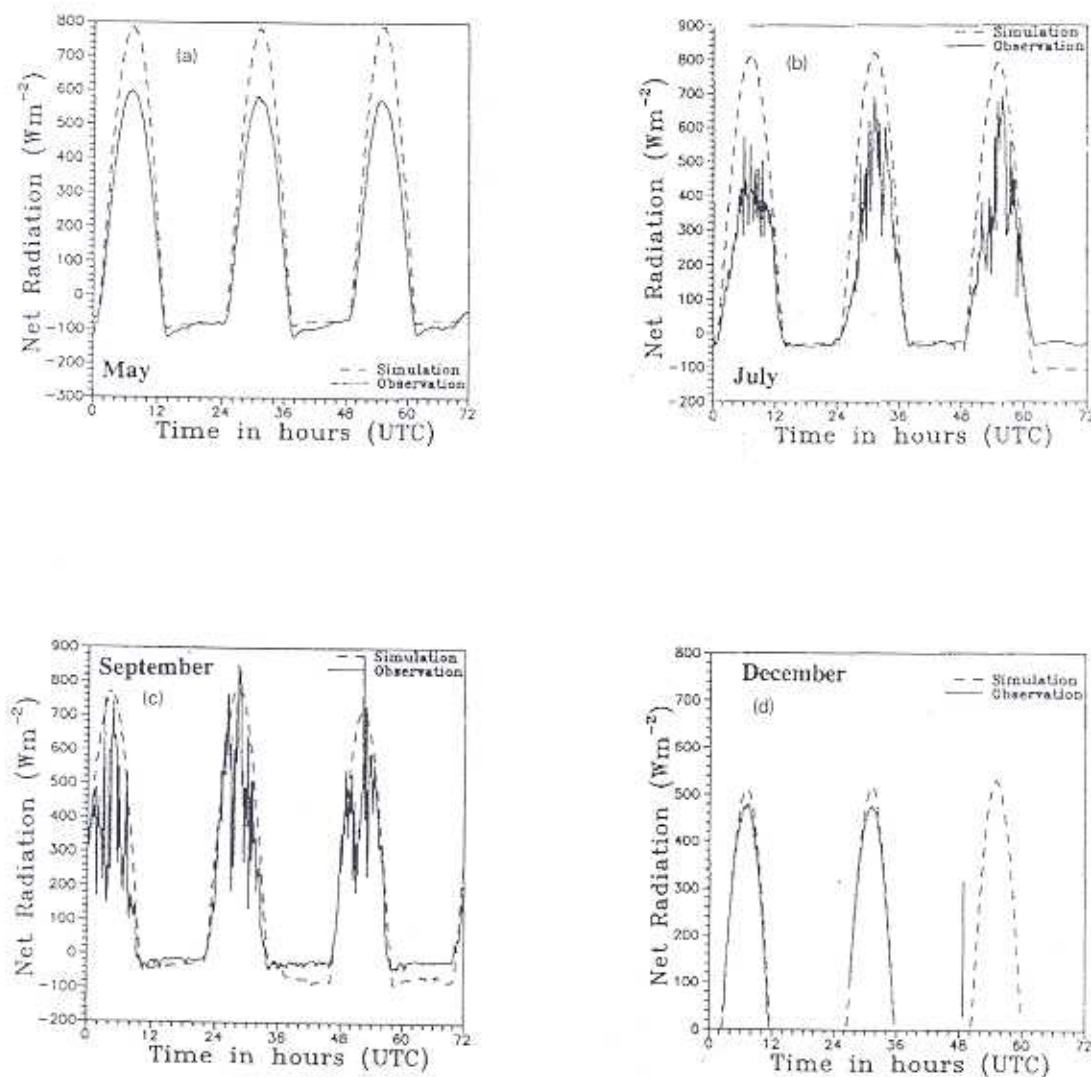 800
700
600
500
400
300
200
100
0
−100
−200
−300
Net Radiation (Wm⁻²)
(a)
May
Simulation
Observation
0 12 24 36 48 60 72
Time in hours (UTC)
900
800
700
600
500
400
300
200
100
0
−100
−200
Net Radiation (Wm⁻²)
Simulation
Observation
(b)
July
0 12 24 36 48 60 72
Time in hours (UTC)
900
800
700
600
500
400
300
200
100
0
−100
−200
Net Radiation (Wm⁻²)
September
(c)
Simulation
Observation
0 12 24 36 48 60 72
Time in hours (UTC)
800
700
600
500
400
300
200
100
0
Net Radiation (Wm⁻²)
December
(d)
Simulation
Observation
0 12 24 36 48 60 72
Time in hours (UTC)